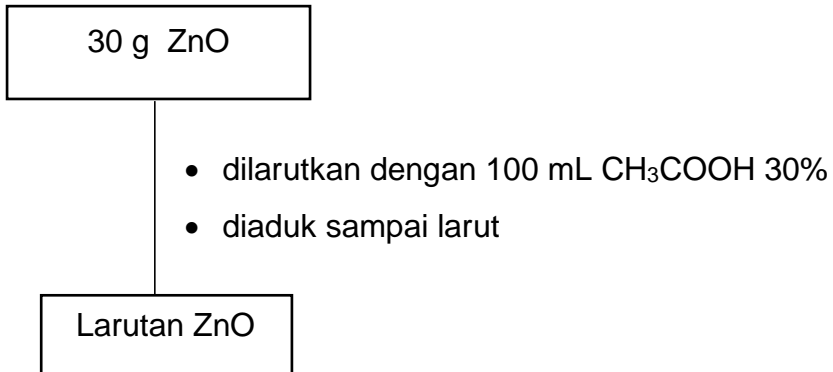 30 g ZnO
• dilarutkan dengan 100 mL CH₃COOH 30%
• diaduk sampai larut
Larutan ZnO